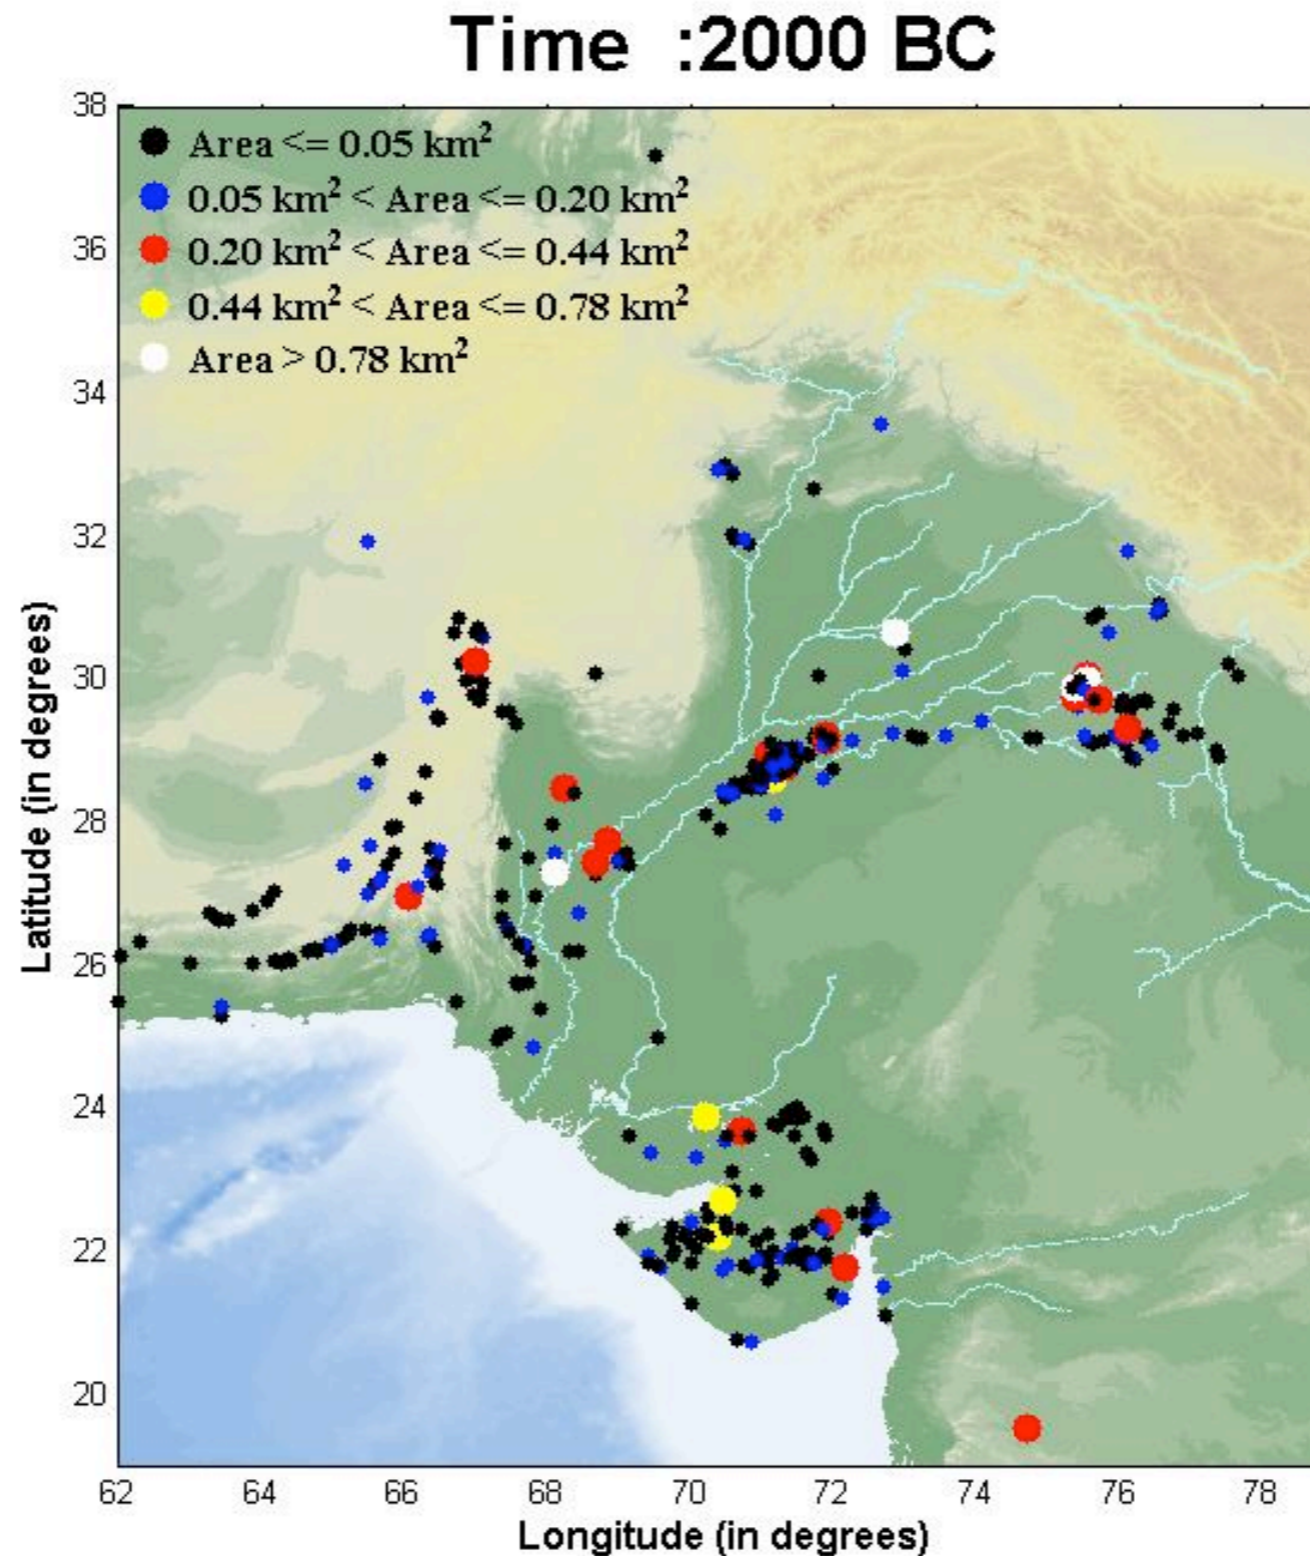 Time :2000 BC
Area <= 0.05 km²
0.05 km² < Area <= 0.20 km²
0.20 km² < Area <= 0.44 km²
0.44 km² < Area <= 0.78 km²
Area > 0.78 km²
38
36
34
32
30
28
26
24
22
20
Latitude (in degrees)
62 64 66 68 70 72 74 76 78
Longitude (in degrees)